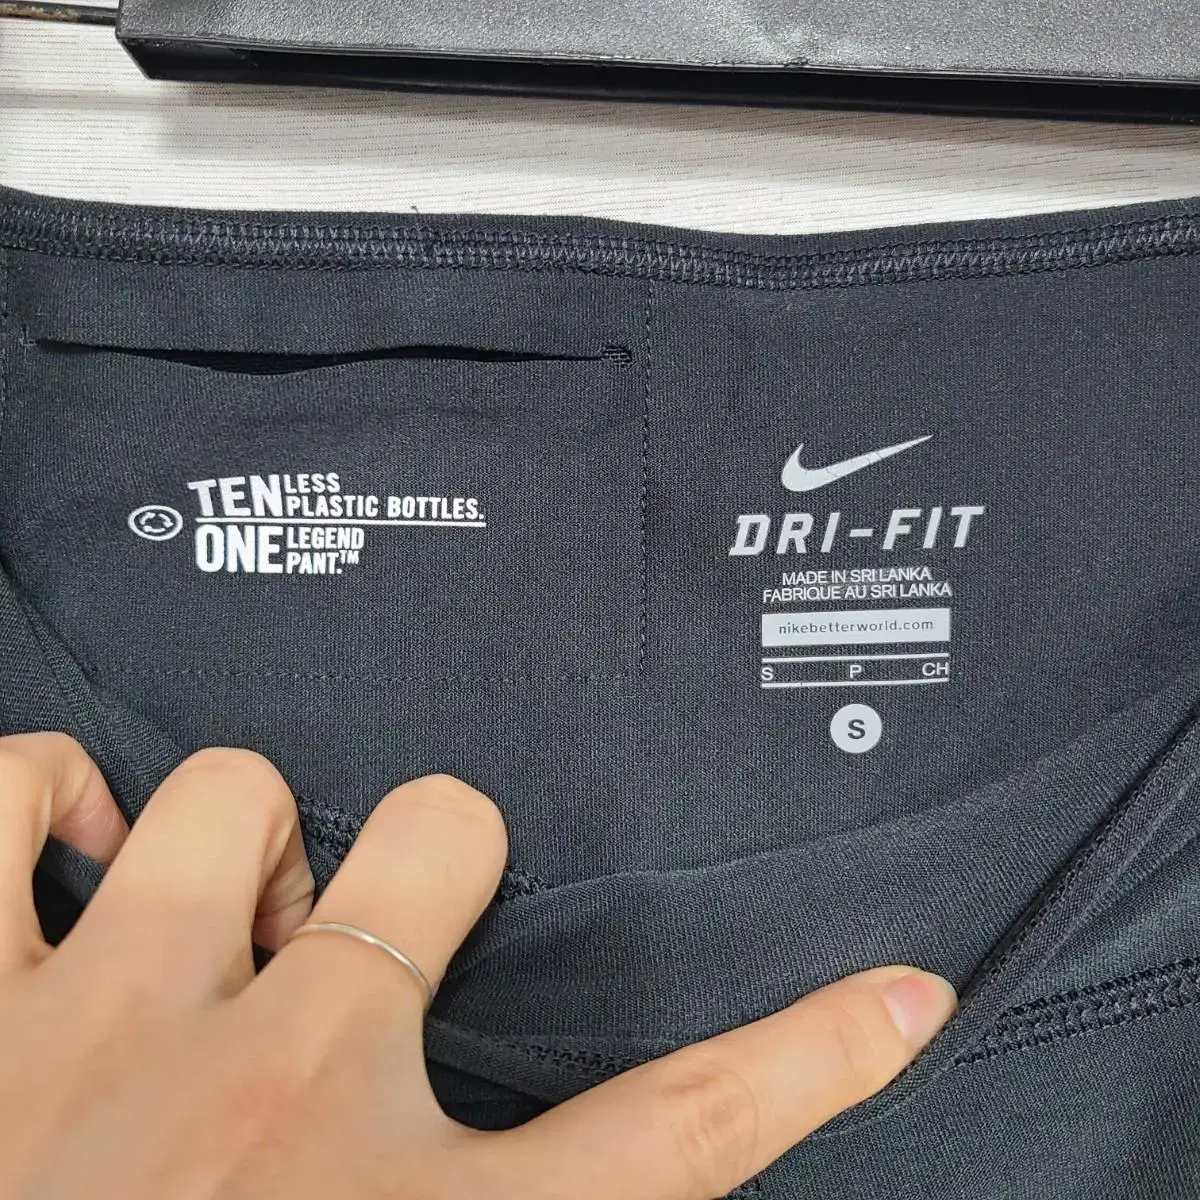 TEN LESS
PLASTIC BOTTLES.
ONE LEGEND
PANT.™
DRI-FIT
MADE IN SRI LANKA
FABRIQUE AU SRI LANKA
nikebetterworld.com
S P CH
S